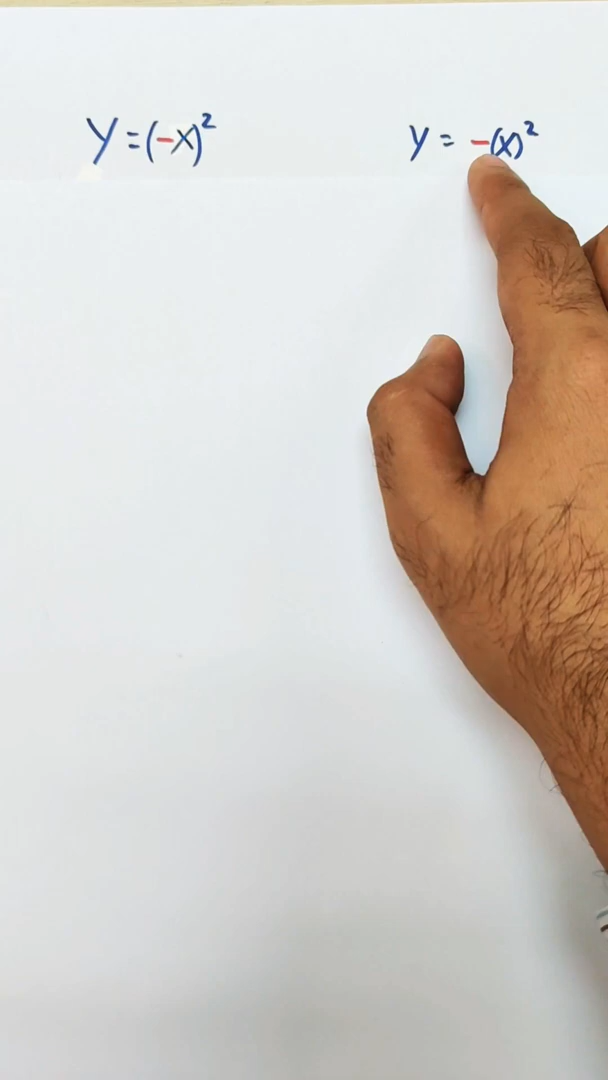 y = (-x)²
y = -(x)²